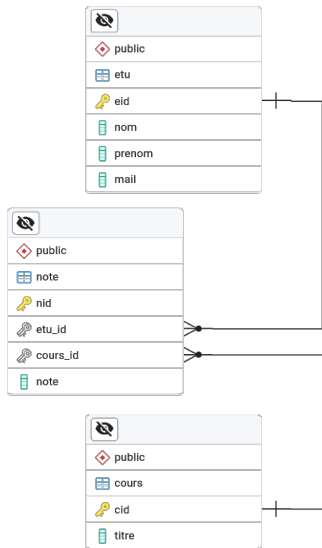 public
etu
eid
nom
prenom
mail
public
note
nid
etu_id
cours_id
note
public
cours
cid
titre